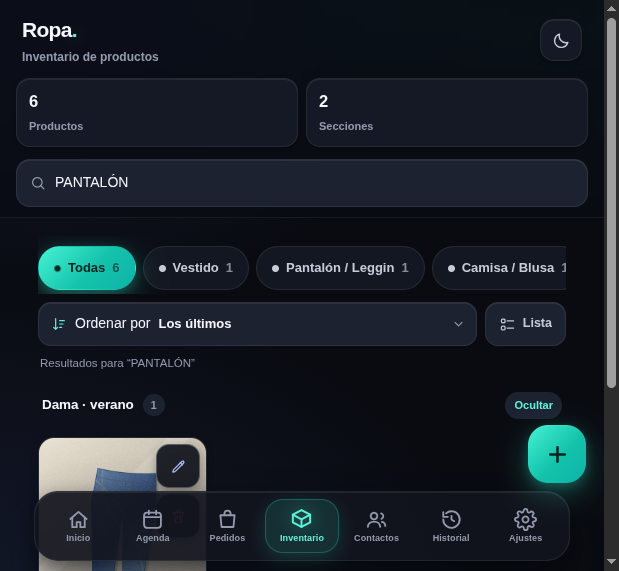 Ropa.
Inventario de productos
6
Productos
2
Secciones
PANTALÓN
Todas 6
Vestido 1
Pantalón / Leggin 1
Camisa / Blusa 1
Ordenar por Los últimos
Lista
Resultados para “PANTALÓN”
Dama · verano 1
Ocultar
Inicio
Agenda
Pedidos
Inventario
Contactos
Historial
Ajustes